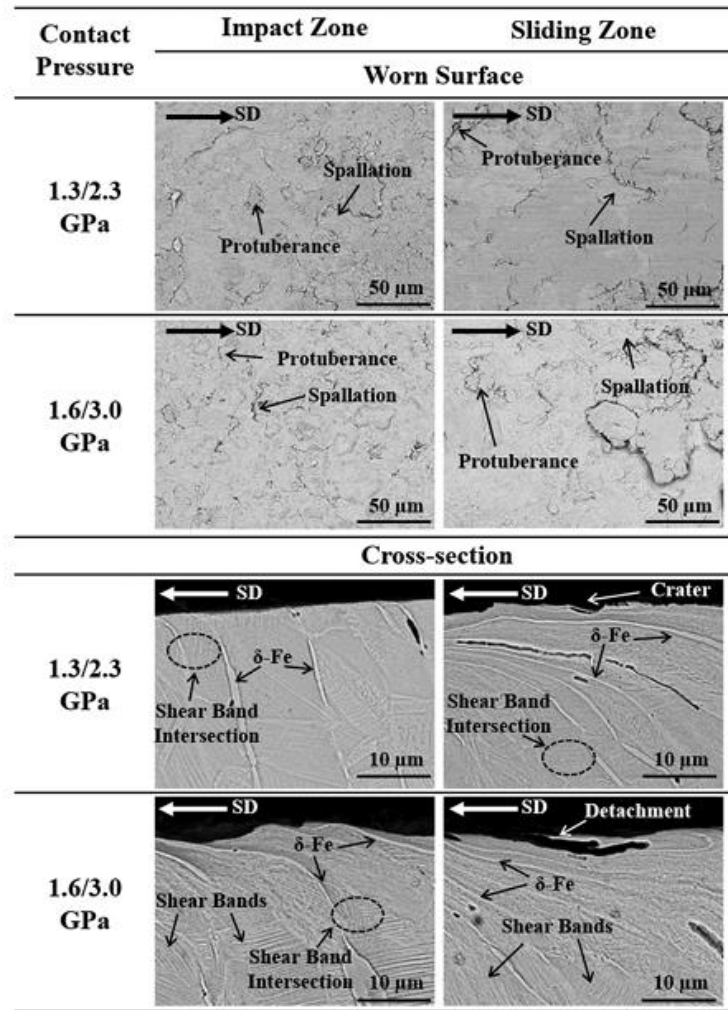 Contact Pressure
Impact Zone
Sliding Zone
Worn Surface
1.3/2.3 GPa
SD
Spallation
Protuberance
50 μm
SD
Protuberance
Spallation
50 μm
1.6/3.0 GPa
SD
Protuberance
Spallation
50 μm
SD
Spallation
Protuberance
50 μm
Cross-section
1.3/2.3 GPa
SD
δ-Fe
Shear Band
Intersection
10 μm
SD
Crater
δ-Fe
Shear Band
Intersection
10 μm
1.6/3.0 GPa
SD
δ-Fe
Shear Bands
Shear Band
Intersection
10 μm
SD
Detachment
δ-Fe
Shear Bands
10 μm